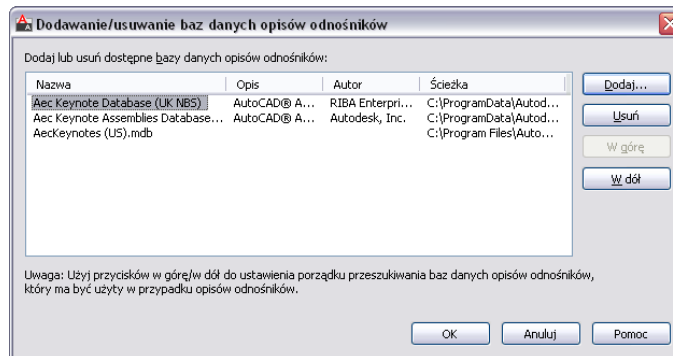 Dodawanie/usuwanie baz danych opisów odnośników
Dodaj lub usuń dostępne bazy danych opisów odnośników:
Nazwa Opis Autor Ścieżka
Aec Keynote Database (UK NBS) AutoCAD® A... RIBA Enterpri... C:\ProgramData\Autod...
Aec Keynote Assemblies Database... AutoCAD® A... Autodesk, Inc. C:\ProgramData\Autod...
AecKeynotes (US).mdb C:\Program Files\Auto...
Dodaj...
Usuń
W górę
W dół
Uwaga: Użyj przycisków w górę/w dół do ustawienia porządku przeszukiwania baz danych opisów odnośników,
który ma być użyty w przypadku opisów odnośników.
OK Anuluj Pomoc